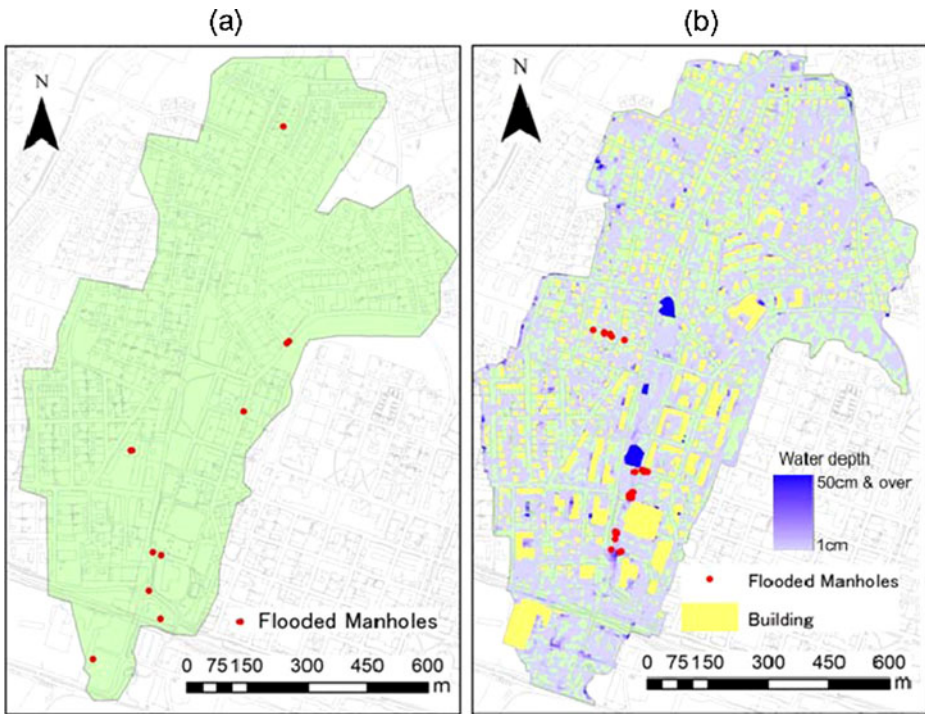 (a)
(b)
N
Flooded Manholes
0 75 150 300 450 600
m
N
Water depth
50cm & over
1cm
Flooded Manholes
Building
0 75 150 300 450 600
m